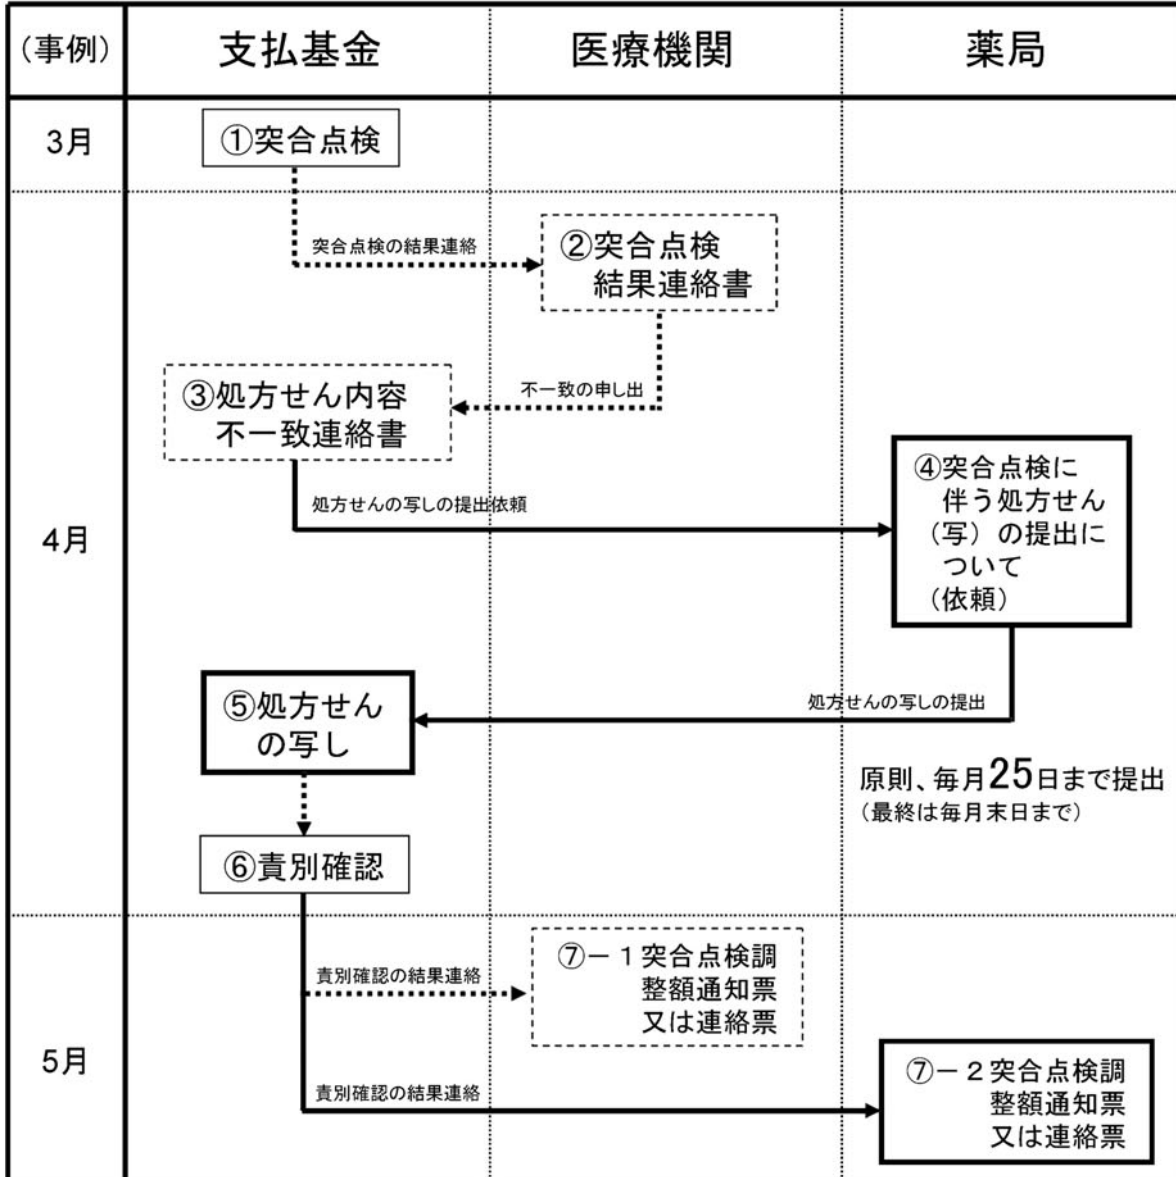 (事例)
支払基金
医療機関
薬局
3月
①突合点検
突合点検の結果連絡
②突合点検
結果連絡書
4月
不一致の申し出
③処方せん内容
不一致連絡書
処方せんの写しの提出依頼
④突合点検に
伴う処方せん
(写)の提出に
ついて
(依頼)
処方せんの写しの提出
⑤処方せん
の写し
原則、毎月25日まで提出
(最終は毎月末日まで)
⑥責別確認
5月
責別確認の結果連絡
⑦－1突合点検調
整額通知票
又は連絡票
責別確認の結果連絡
⑦－2突合点検調
整額通知票
又は連絡票